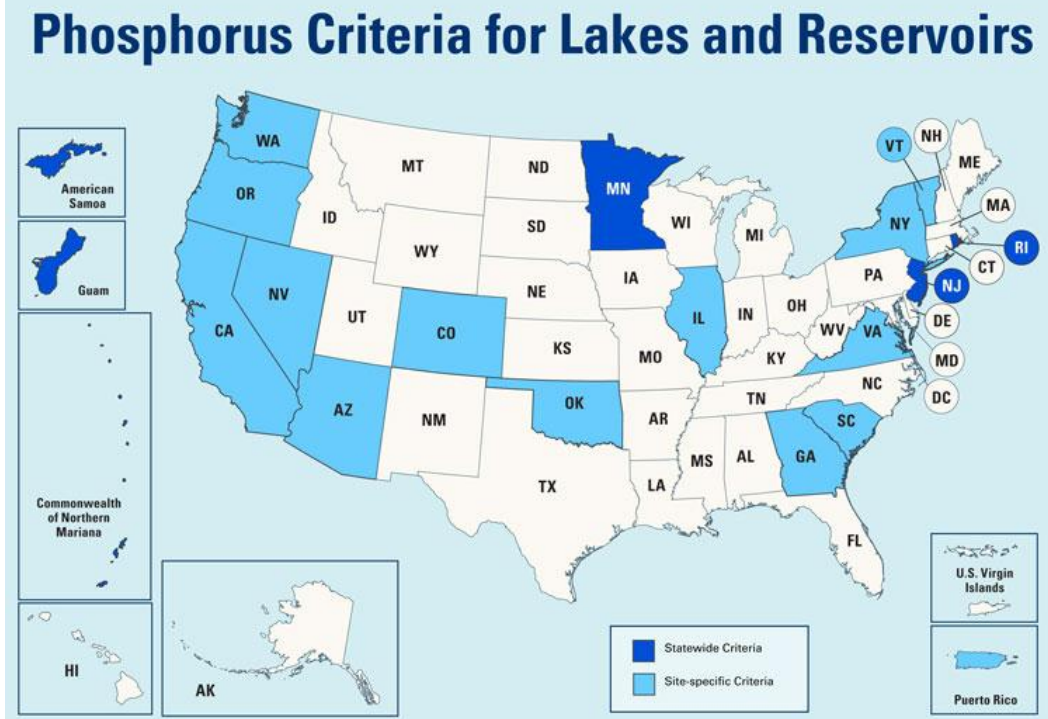 Phosphorus Criteria for Lakes and Reservoirs
American
Samoa
Guam
Commonwealth
of Northern
Mariana
HI
AK
WA
OR
CA
NV
ID
MT
WY
UT
AZ
CO
NM
ND
SD
NE
KS
OK
TX
MN
IA
MO
AR
LA
WI
IL
MI
IN
OH
KY
TN
MS
AL
GA
FL
SC
NC
VA
WV
PA
NY
VT
NH
ME
MA
RI
CT
NJ
DE
MD
DC
U.S. Virgin
Islands
Puerto Rico
Statewide Criteria
Site-specific Criteria